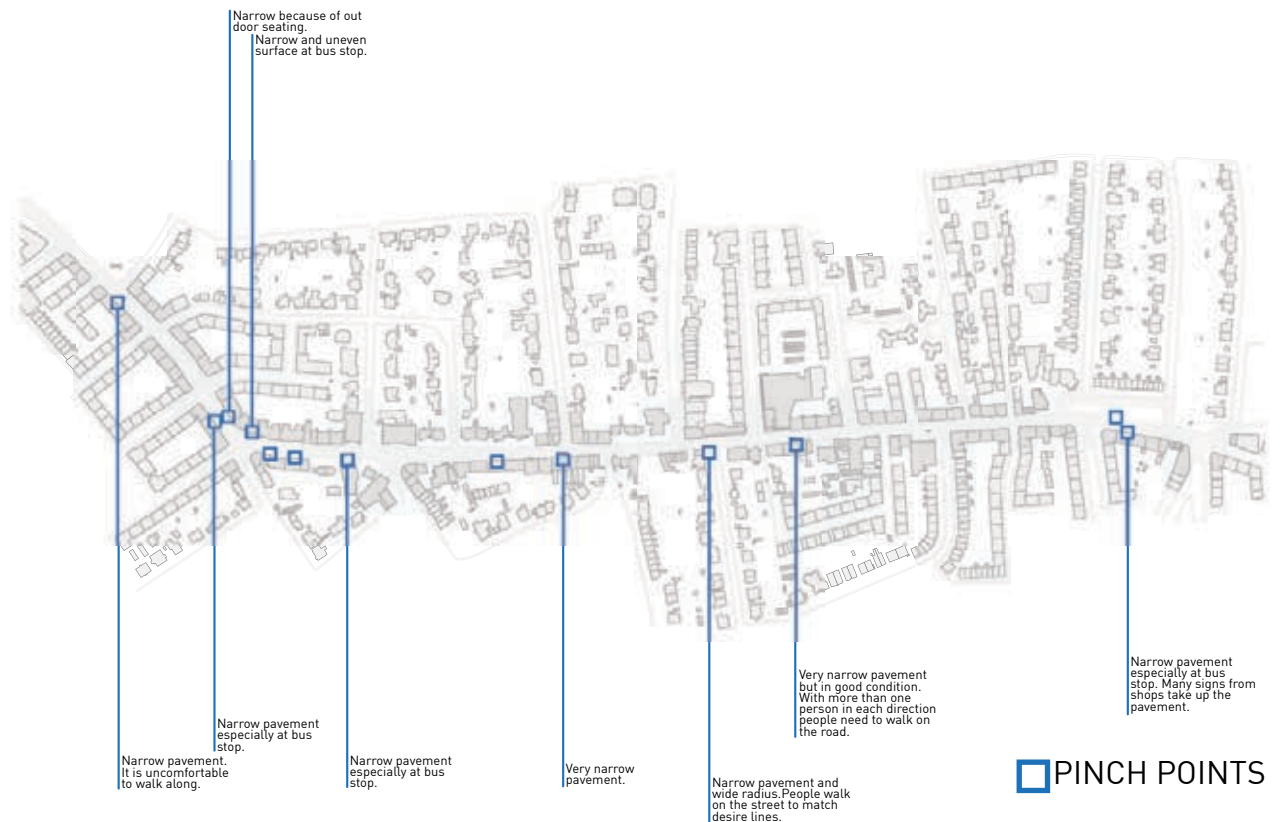 Narrow because of out
door seating.
Narrow and uneven
surface at bus stop.
Narrow pavement.
It is uncomfortable
to walk along.
Narrow pavement
especially at bus
stop.
Narrow pavement
especially at bus
stop.
Very narrow
pavement.
Narrow pavement and
wide radius.People walk
on the street to match
desire lines.
Very narrow pavement
but in good condition.
With more than one
person in each direction
people need to walk on
the road.
Narrow pavement
especially at bus
stop. Many signs from
shops take up the
pavement.
PINCH POINTS